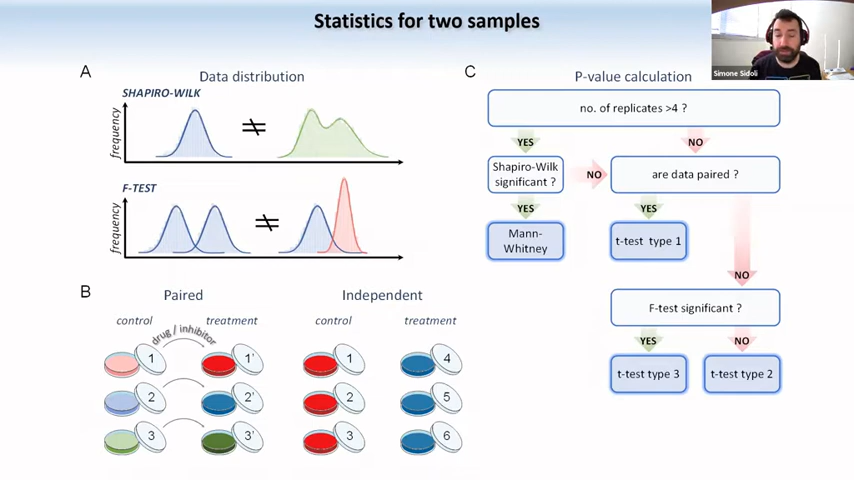 Statistics for two samples
Simone Sidoli
A
Data distribution
SHAPIRO-WILK
frequency
≠
F-TEST
frequency
≠
B
Paired
Independent
control
treatment
control
treatment
drug / inhibitor
1
1'
1
4
2
2'
2
5
3
3'
3
6
C
P-value calculation
no. of replicates >4 ?
YES
NO
Shapiro-Wilk
significant ?
NO
are data paired ?
YES
YES
Mann-
Whitney
t-test type 1
NO
F-test significant ?
YES
NO
t-test type 3
t-test type 2